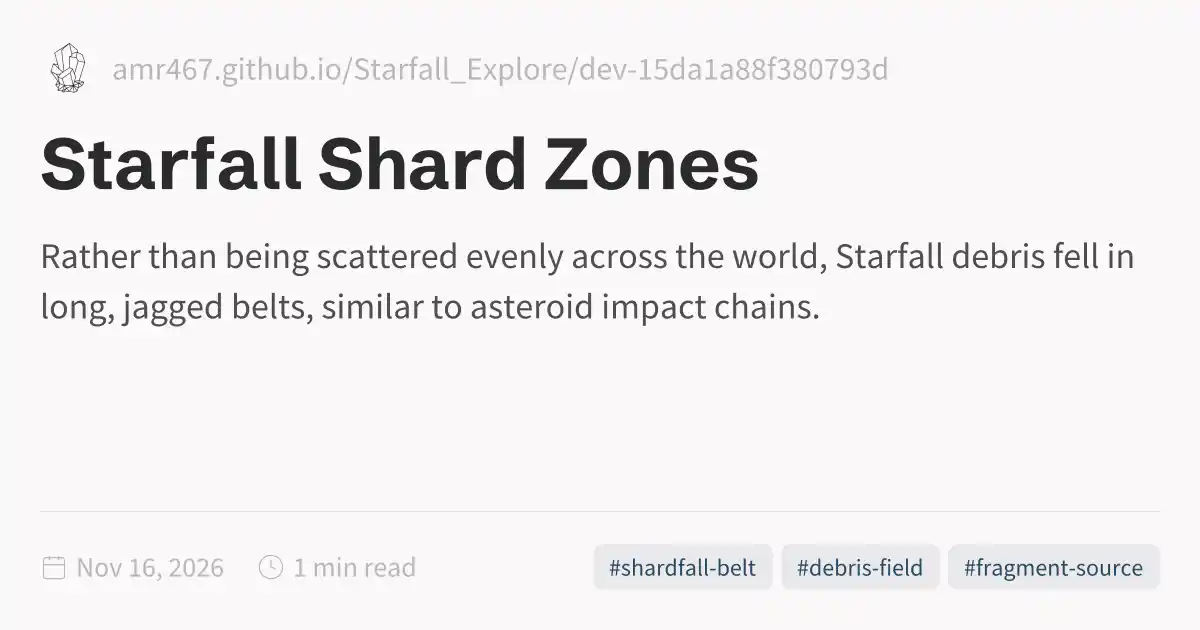 amr467.github.io/Starfall_Explore/dev-15da1a88f380793d
Starfall Shard Zones
Rather than being scattered evenly across the world, Starfall debris fell in
long, jagged belts, similar to asteroid impact chains.
Nov 16, 2026 1 min read #shardfall-belt #debris-field #fragment-source